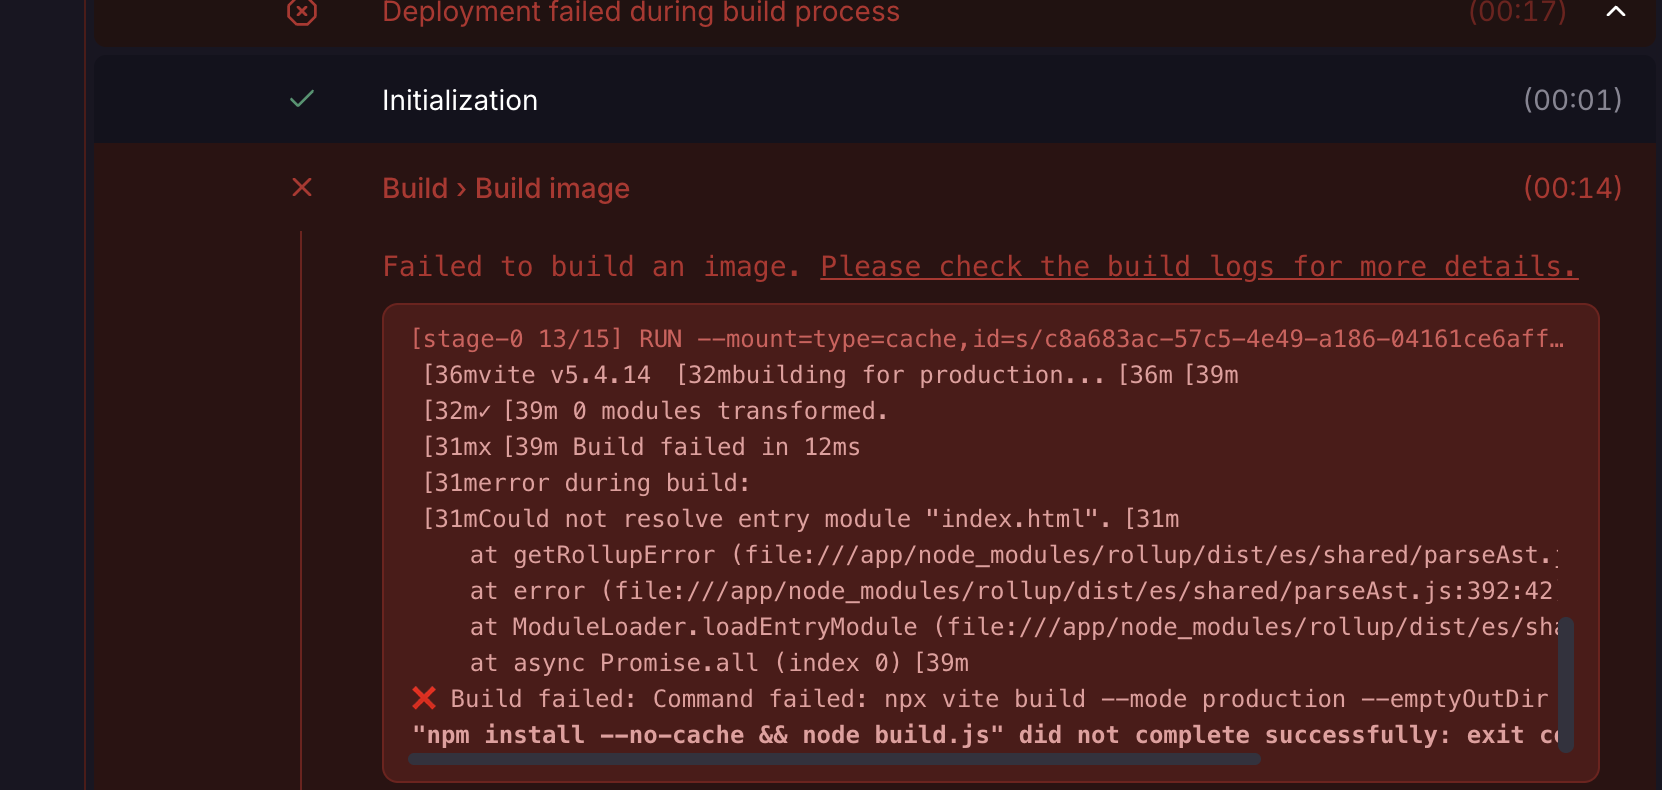 Deployment failed during build process (00:17)
Initialization (00:01)
Build › Build image (00:14)
Failed to build an image. Please check the build logs for more details.
[stage-0 13/15] RUN --mount=type=cache,id=s/c8a683ac-57c5-4e49-a186-04161ce6aff…
[36mvite v5.4.14 [32mbuilding for production... [36m [39m
[32m✓ [39m 0 modules transformed.
[31mx [39m Build failed in 12ms
[31merror during build:
[31mCould not resolve entry module "index.html". [31m
at getRollupError (file:///app/node_modules/rollup/dist/es/shared/parseAst.j
at error (file:///app/node_modules/rollup/dist/es/shared/parseAst.js:392:42
at ModuleLoader.loadEntryModule (file:///app/node_modules/rollup/dist/es/sha
at async Promise.all (index 0) [39m
❌ Build failed: Command failed: npx vite build --mode production --emptyOutDir
"npm install --no-cache && node build.js" did not complete successfully: exit co